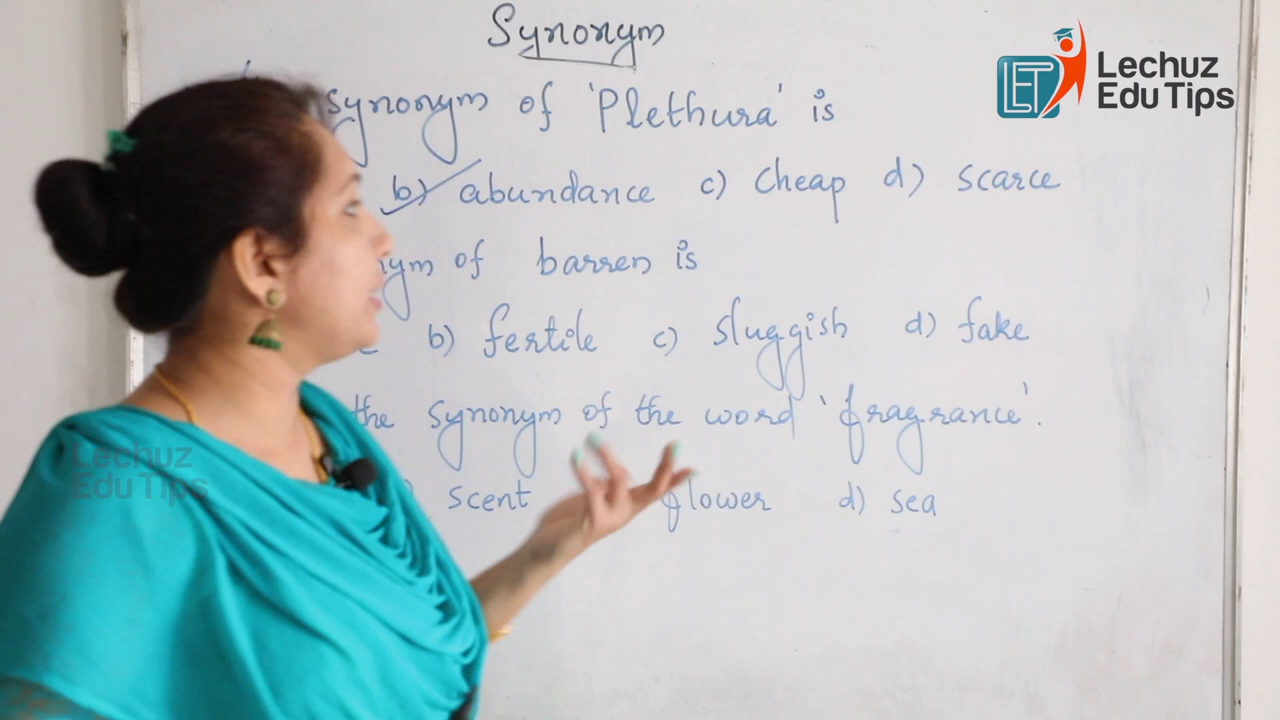 Synonym
Lechuz
Edu Tips
synonym of 'Plethura' is
b) abundance c) Cheap d) scarce
of barren is
b) fertile c) sluggish d) fake
the synonym of the word 'fragrance'.
scent flower d) sea
Lechuz
Edu Tips